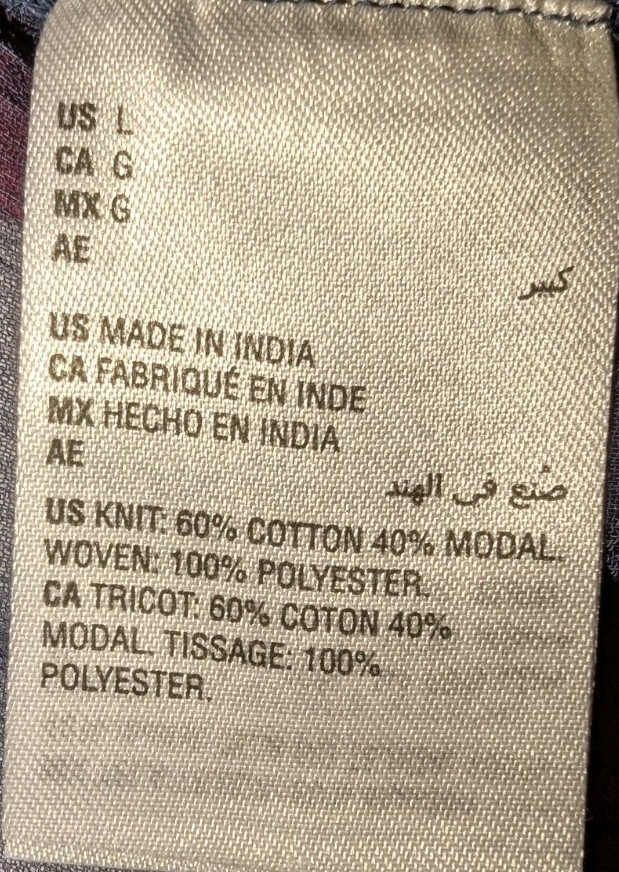 US L
CA G
MX G
AE
كبير
US MADE IN INDIA
CA FABRIQUÉ EN INDE
MX HECHO EN INDIA
AE
صُنع في الهند
US KNIT: 60% COTTON 40% MODAL.
WOVEN: 100% POLYESTER.
CA TRICOT: 60% COTON 40%
MODAL. TISSAGE: 100%
POLYESTER.